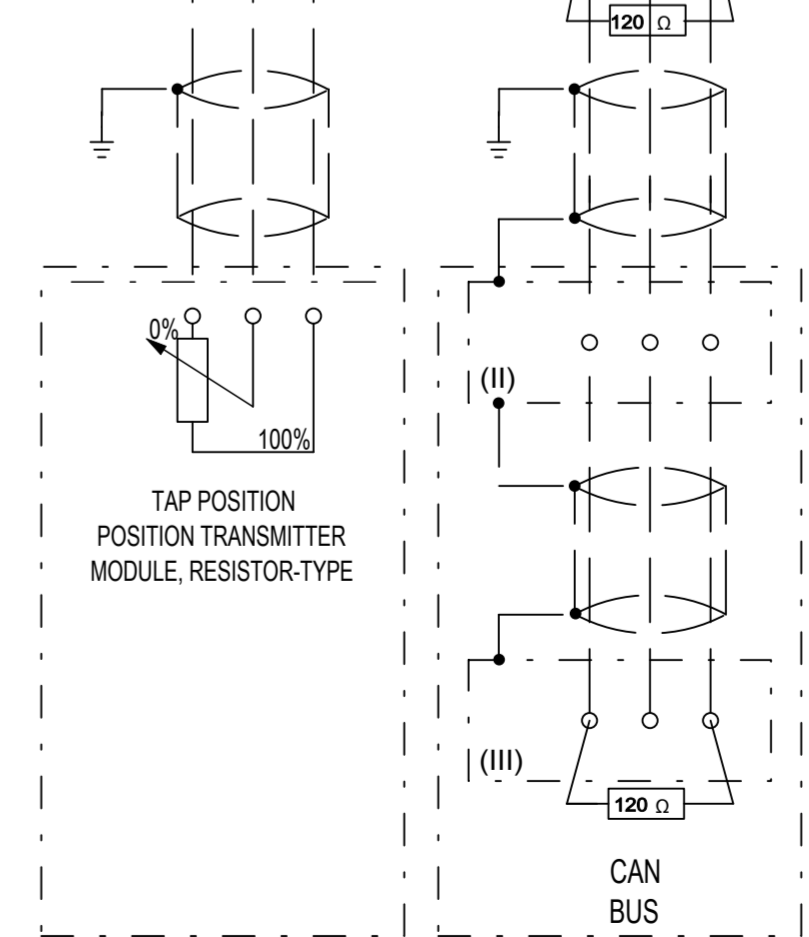 120 Ω
0%
100%
TAP POSITION
POSITION TRANSMITTER
MODULE, RESISTOR-TYPE
(II)
(III)
120 Ω
CAN
BUS